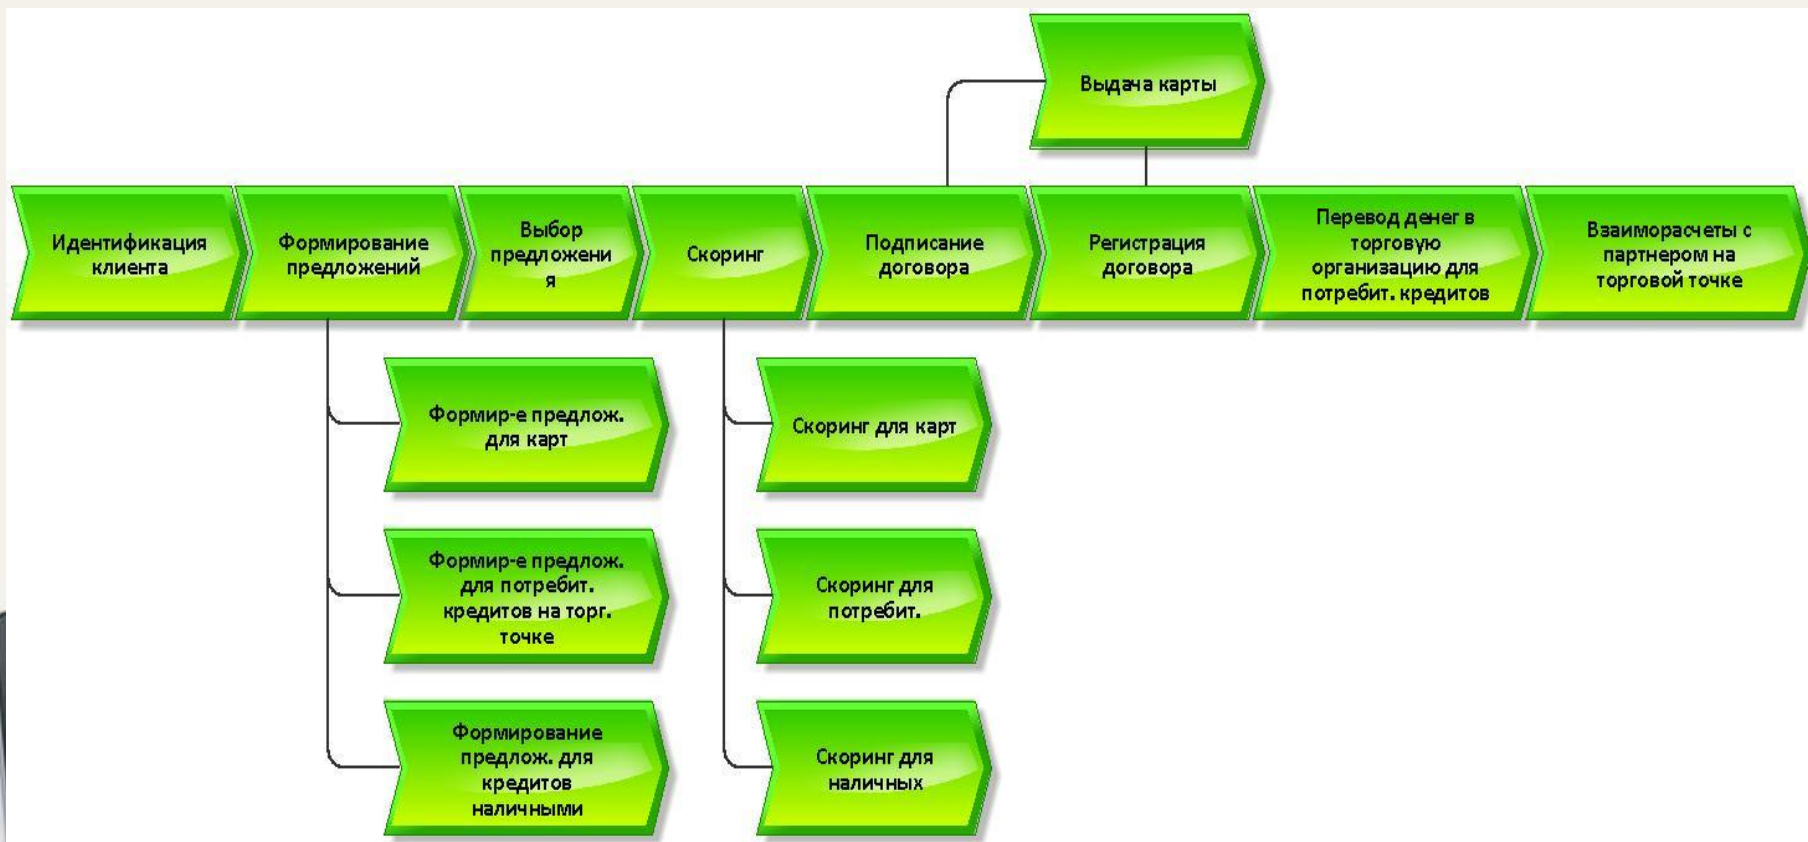 Выдача карты
Идентификация
клиента
Формирование
предложений
Выбор
предложени
я
Скоринг
Подписание
договора
Регистрация
договора
Перевод денег в
торговую
организацию для
потребит. кредитов
Взаиморасчеты с
партнером на
торговой точке
Формир-е предлож.
для карт
Скоринг для карт
Формир-е предлож.
для потребит.
кредитов на торг.
точке
Скоринг для
потребит.
Формирование
предлож. для
кредитов
наличными
Скоринг для
наличных